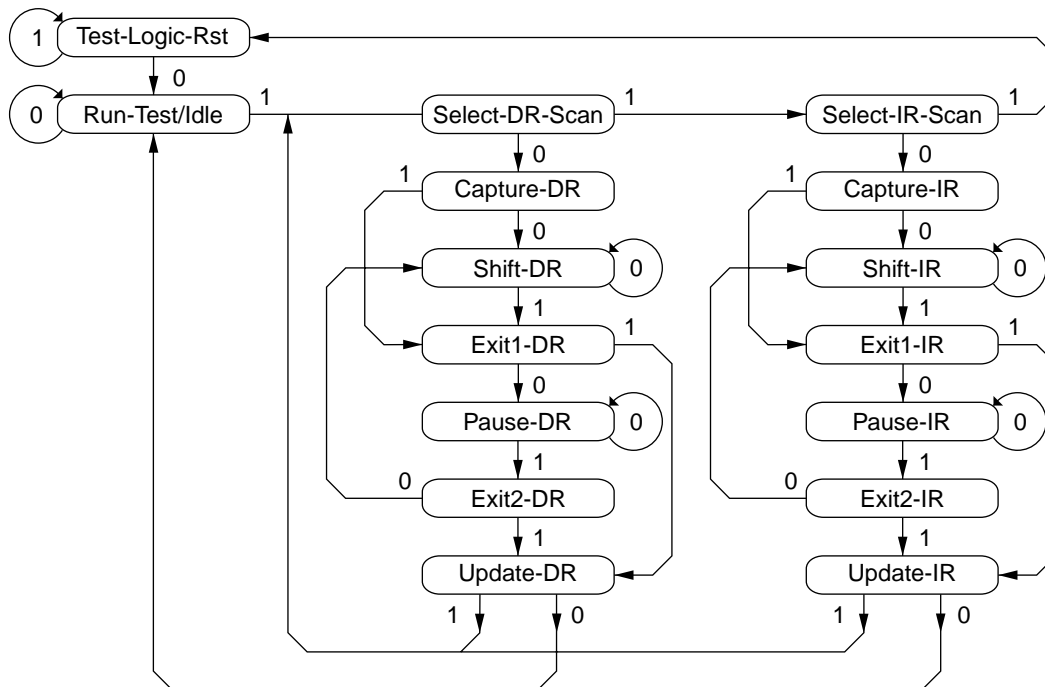 Test-Logic-Rst
1
0
Run-Test/Idle
0
1
Select-DR-Scan
1
Select-IR-Scan
1
0
0
1
Capture-DR
1
Capture-IR
0
0
Shift-DR
0
Shift-IR
0
1
1
Exit1-DR
1
Exit1-IR
1
0
0
Pause-DR
0
Pause-IR
0
1
1
0
Exit2-DR
0
Exit2-IR
1
1
Update-DR
Update-IR
1
0
1
0